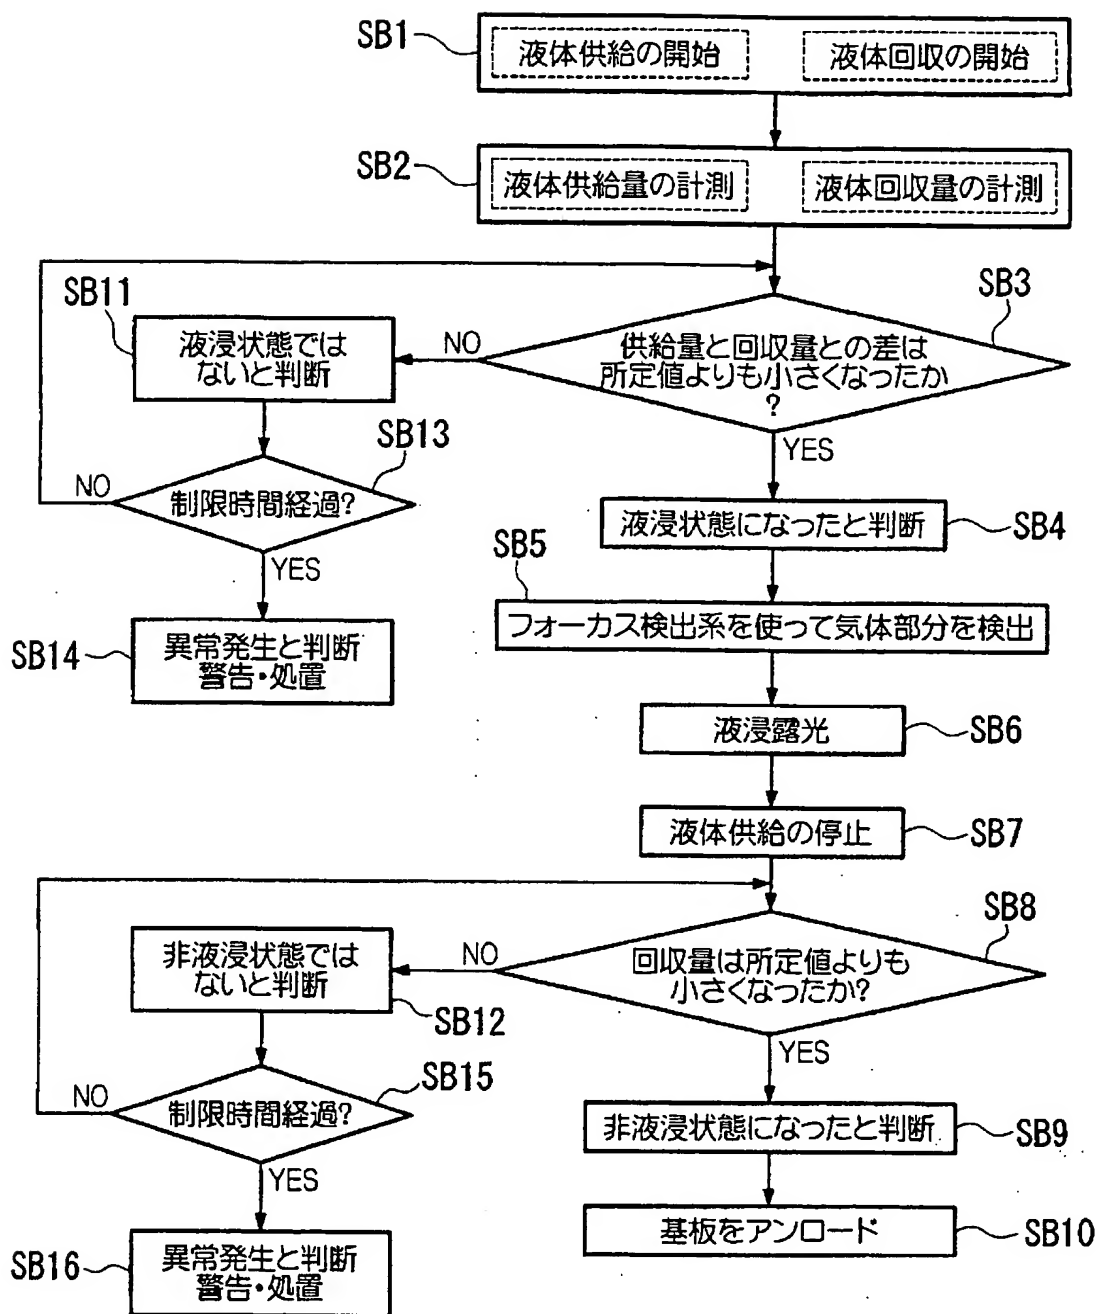 SB1
液体供給の開始
液体回収の開始
SB2
液体供給量の計測
液体回収量の計測
SB3
供給量と回収量との差は
所定値よりも小さくなったか
?
NO
YES
SB11
液浸状態では
ないと判断
SB13
制限時間経過?
NO
YES
SB14
異常発生と判断
警告・処置
液浸状態になったと判断
SB4
SB5
フォーカス検出系を使って気体部分を検出
液浸露光
SB6
液体供給の停止
SB7
SB8
回収量は所定値よりも
小さくなったか?
NO
YES
非液浸状態では
ないと判断
SB12
SB15
制限時間経過?
NO
YES
SB16
異常発生と判断
警告・処置
非液浸状態になったと判断
SB9
基板をアンロード
SB10